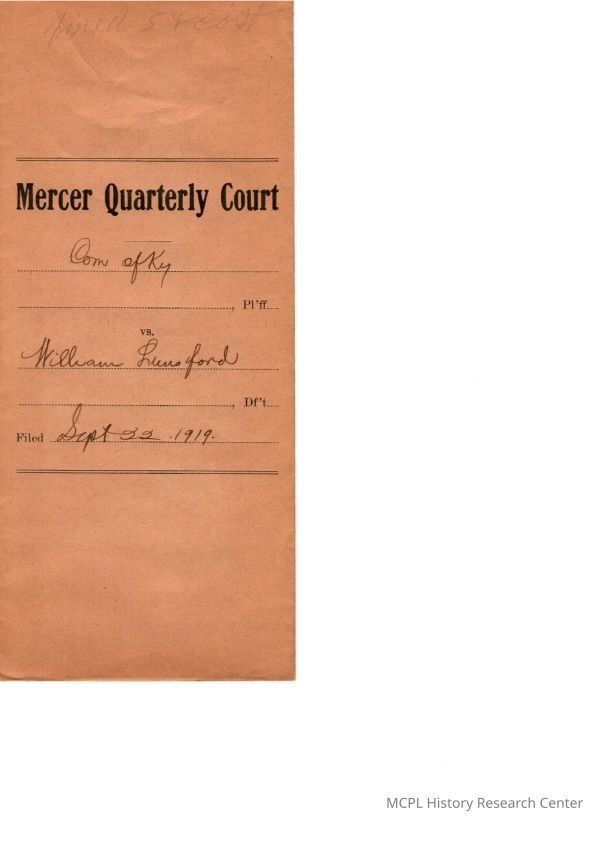 fined 5 & cost
Mercer Quarterly Court
Com of Ky
, Pl'ff.
vs.
William Lunsford
, Df't.
Filed Sept 22 1919.
MCPL History Research Center